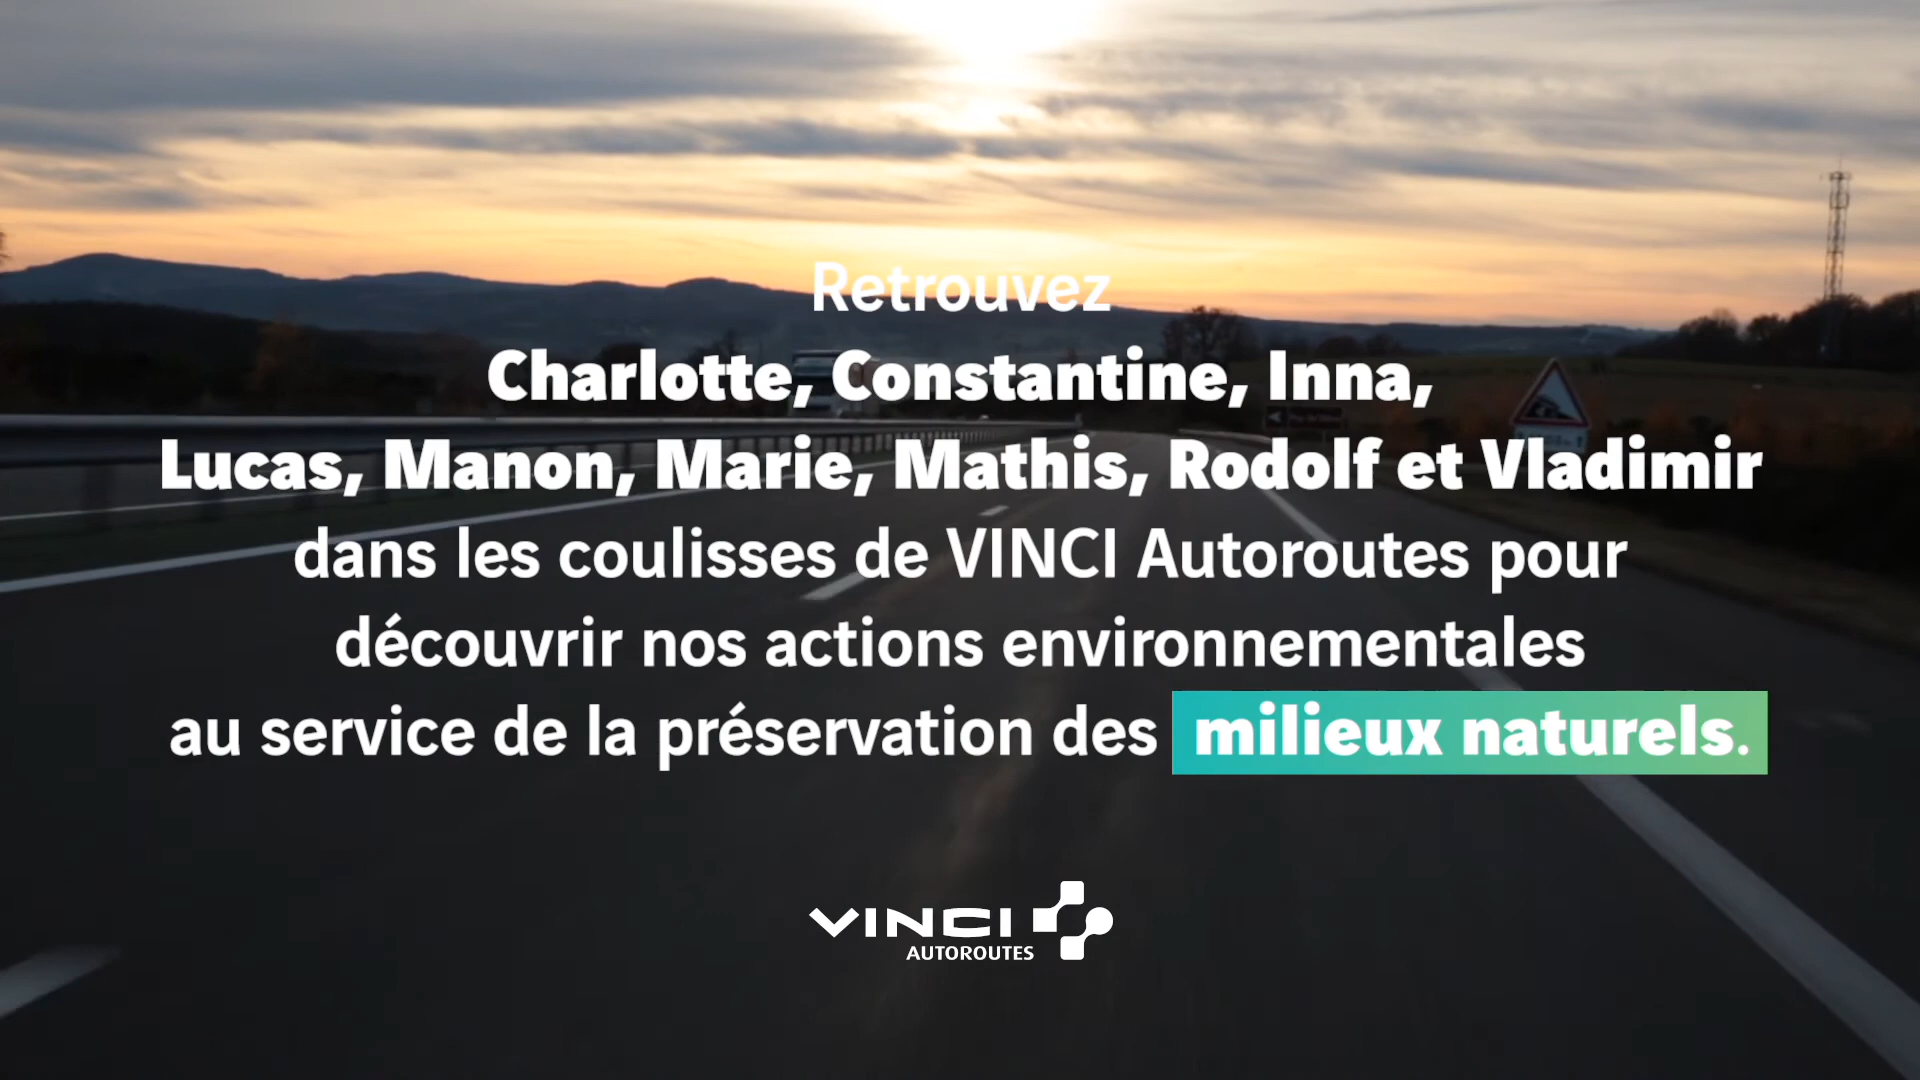 Retrouvez
Charlotte, Constantine, Inna,
Lucas, Manon, Marie, Mathis, Rodolf et Vladimir
dans les coulisses de VINCI Autoroutes pour
découvrir nos actions environnementales
au service de la préservation des milieux naturels.
VINCI
AUTOROUTES